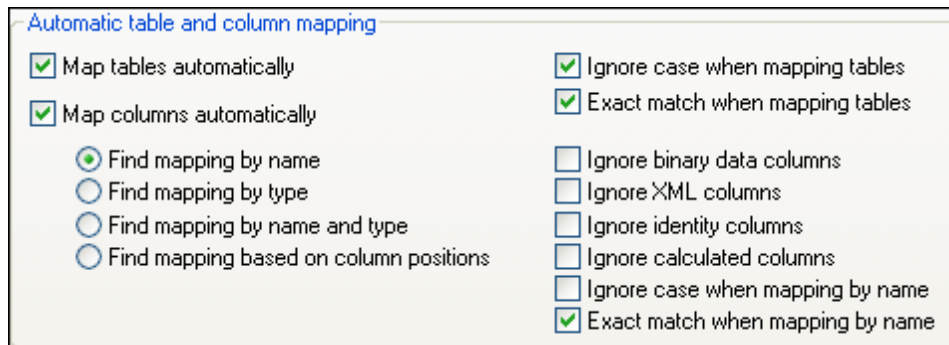 Automatic table and column mapping
Map tables automatically
Map columns automatically
Find mapping by name
Find mapping by type
Find mapping by name and type
Find mapping based on column positions
Ignore case when mapping tables
Exact match when mapping tables
Ignore binary data columns
Ignore XML columns
Ignore identity columns
Ignore calculated columns
Ignore case when mapping by name
Exact match when mapping by name